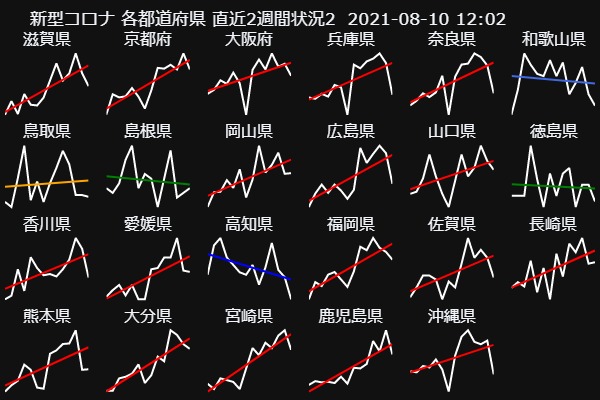 新型コロナ 各都道府県 直近2週間状況2 2021-08-10 12:02
滋賀県 京都府 大阪府 兵庫県 奈良県 和歌山県
鳥取県 島根県 岡山県 広島県 山口県 徳島県
香川県 愛媛県 高知県 福岡県 佐賀県 長崎県
熊本県 大分県 宮崎県 鹿児島県 沖縄県